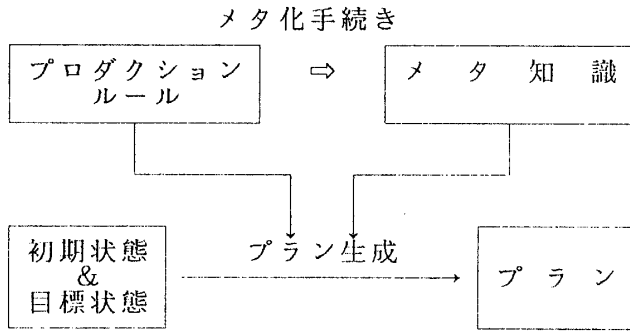 メタ化手続き
プロダクション
ルール
⇨
メタ知識
初期状態
&
目標状態
プラン生成
プラン